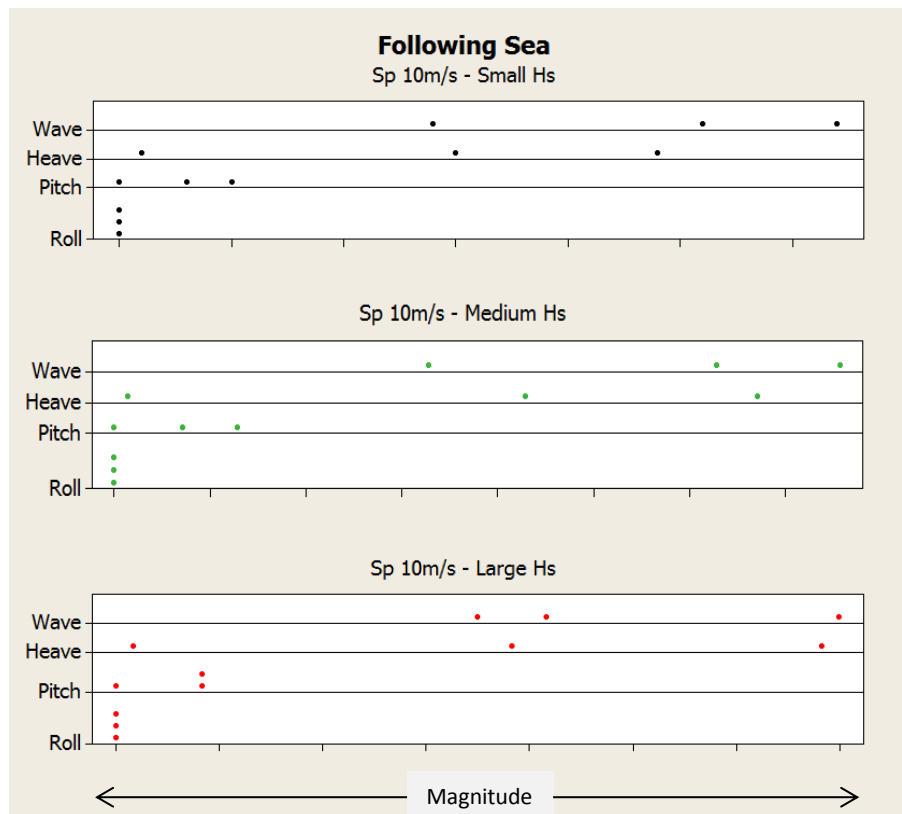 Following Sea
Sp 10m/s - Small Hs
Wave
Heave
Pitch
Roll
Sp 10m/s - Medium Hs
Wave
Heave
Pitch
Roll
Sp 10m/s - Large Hs
Wave
Heave
Pitch
Roll
Magnitude